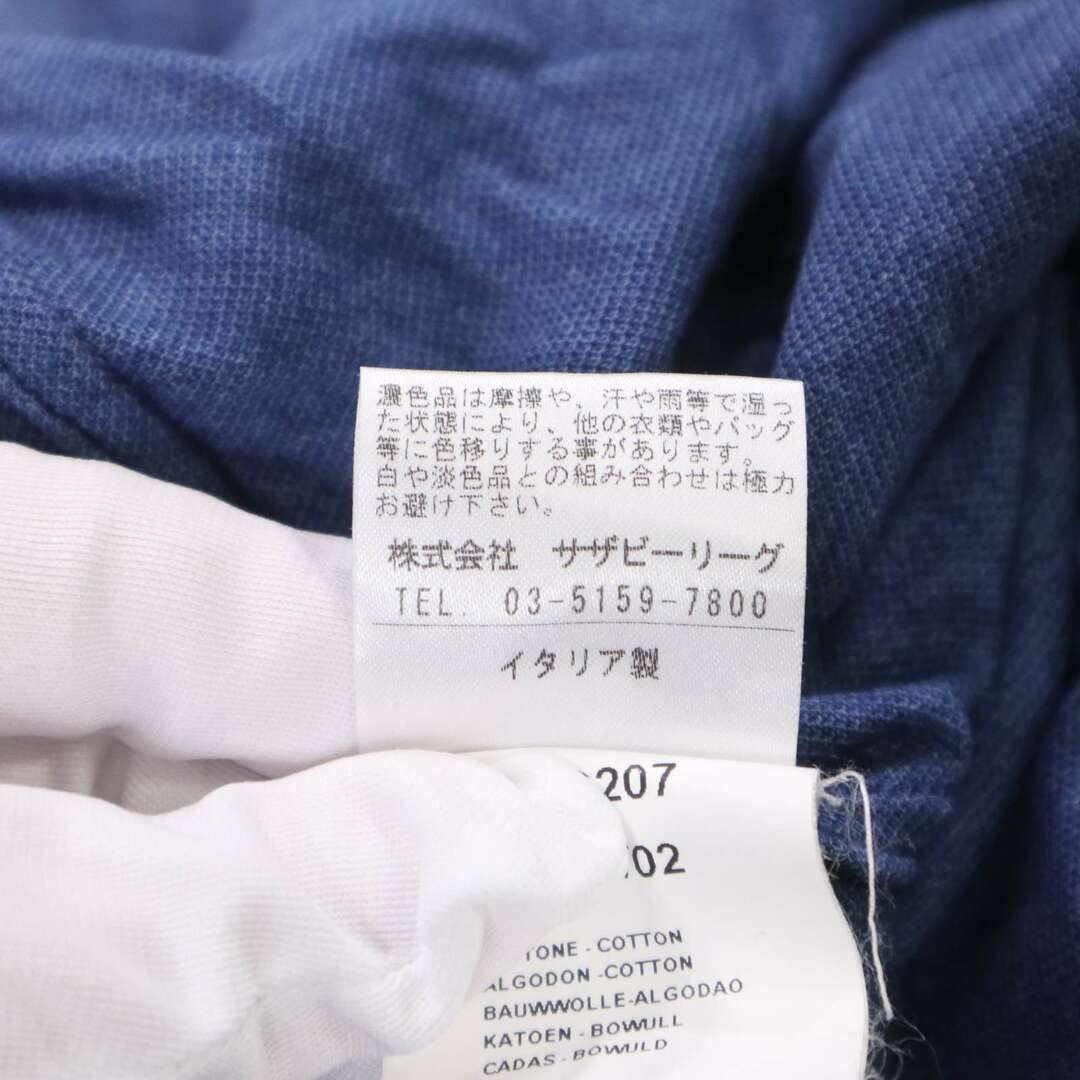 濃色品は摩擦や、汗や雨等で湿っ
た状態により、他の衣類やバッグ
等に色移りする事があります。
白や淡色品との組み合わせは極力
お避け下さい。
株式会社 サザビーリーグ
TEL. 03-5159-7800
イタリア製
207
702
TONE - COTTON
ALGODON - COTTON
BAUWWOLLE - ALGODAO
KATOEN - BOWULL
CADAS - BOWULD